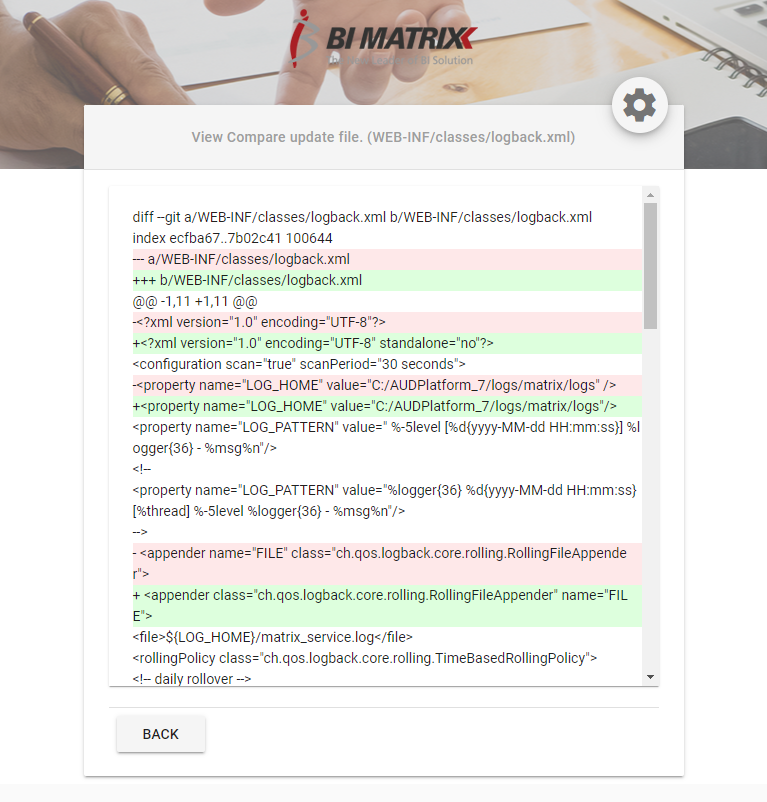 BI MATRIX
BI Solution
View Compare update file. (WEB-INF/classes/logback.xml)
diff --git a/WEB-INF/classes/logback.xml b/WEB-INF/classes/logback.xml
index ecfba67..7b02c41 100644
--- a/WEB-INF/classes/logback.xml
+++ b/WEB-INF/classes/logback.xml
@@ -1,11 +1,11 @@
-<?xml version="1.0" encoding="UTF-8"?>
+<?xml version="1.0" encoding="UTF-8" standalone="no"?>
<configuration scan="true" scanPeriod="30 seconds">
-<property name="LOG_HOME" value="C:/AUDPlatform_7/logs/matrix/logs" />
+<property name="LOG_HOME" value="C:/AUDPlatform_7/logs/matrix/logs"/>
<property name="LOG_PATTERN" value=" %-5level [%d{yyyy-MM-dd HH:mm:ss}] %l
ogger{36} - %msg%n"/>
<!--
<property name="LOG_PATTERN" value="%logger{36} %d{yyyy-MM-dd HH:mm:ss}
[%thread] %-5level %logger{36} - %msg%n"/>
-->
- <appender name="FILE" class="ch.qos.logback.core.rolling.RollingFileAppende
r">
+ <appender class="ch.qos.logback.core.rolling.RollingFileAppender" name="FIL
E">
<file>${LOG_HOME}/matrix_service.log</file>
<rollingPolicy class="ch.qos.logback.core.rolling.TimeBasedRollingPolicy">
<!-- daily rollover -->
BACK